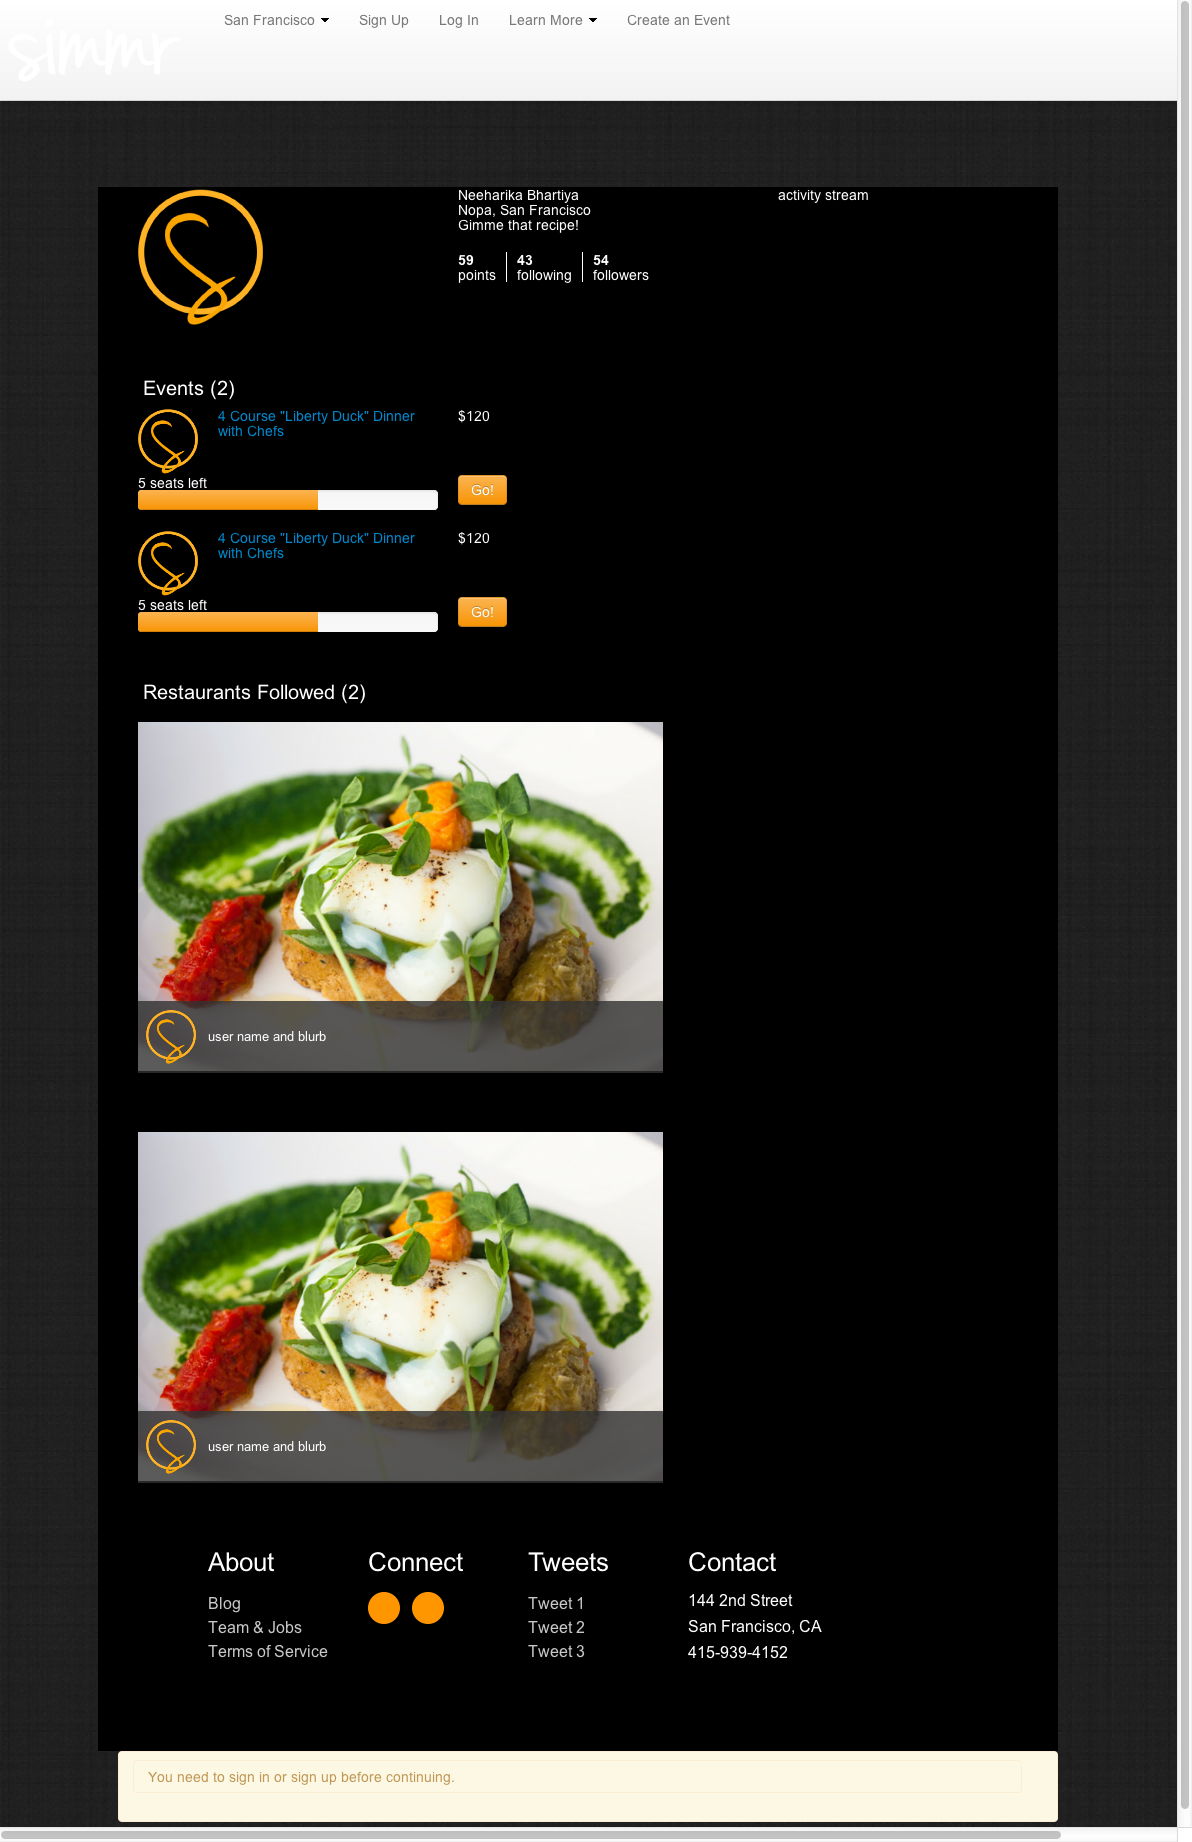 simmr
San Francisco
Sign Up
Log In
Learn More
Create an Event
Neeharika Bhartiya
Nopa, San Francisco
Gimme that recipe!
59
points
43
following
54
followers
activity stream
Events (2)
4 Course "Liberty Duck" Dinner
with Chefs
$120
5 seats left
Go!
4 Course "Liberty Duck" Dinner
with Chefs
$120
5 seats left
Go!
Restaurants Followed (2)
user name and blurb
user name and blurb
About
Blog
Team & Jobs
Terms of Service
Connect
Tweets
Tweet 1
Tweet 2
Tweet 3
Contact
144 2nd Street
San Francisco, CA
415-939-4152
You need to sign in or sign up before continuing.